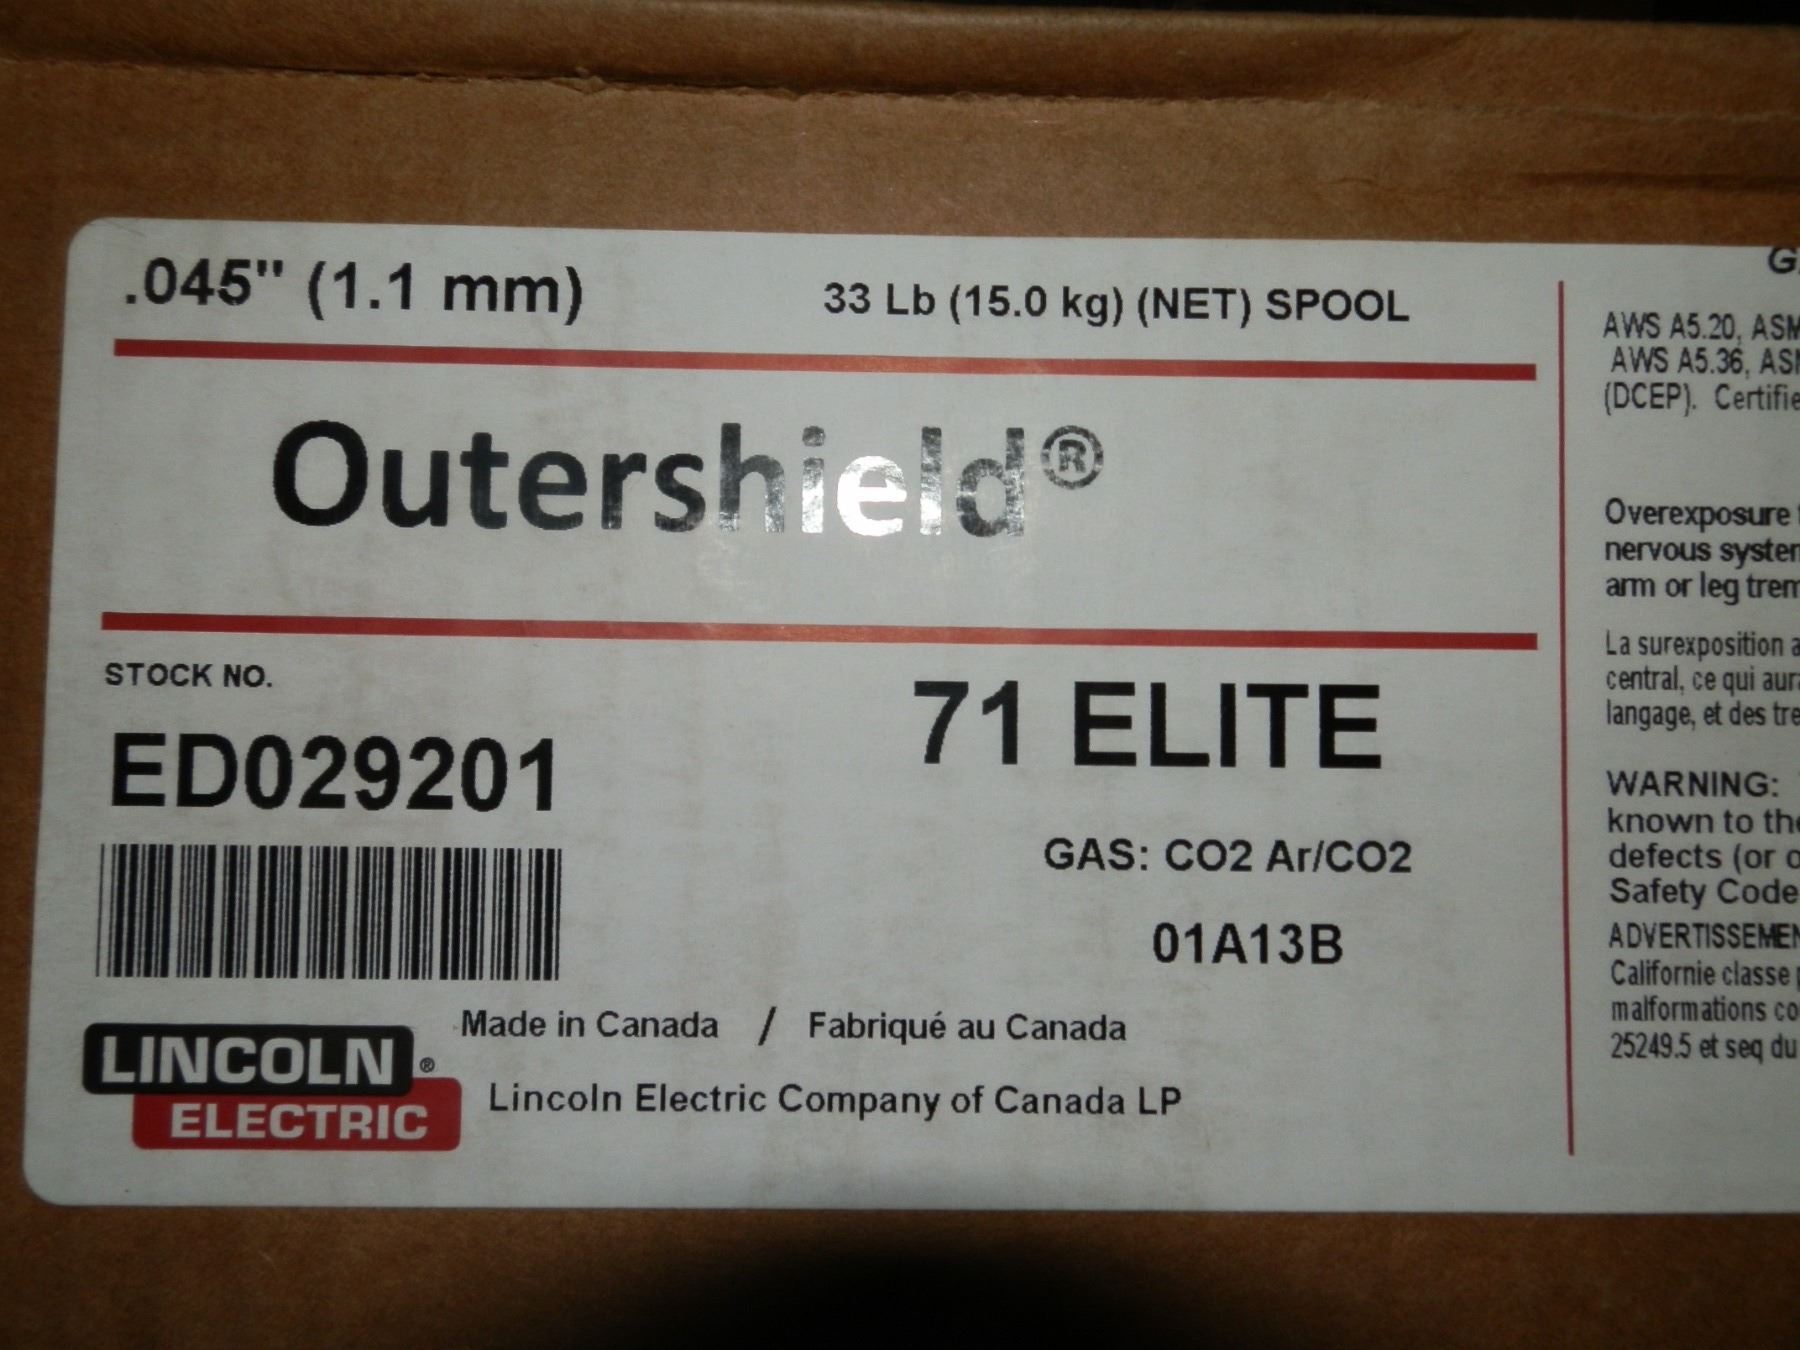 .045" (1.1 mm)
33 Lb (15.0 kg) (NET) SPOOL
Outershield®
STOCK NO.
ED029201
71 ELITE
GAS: CO2 Ar/CO2
01A13B
Made in Canada / Fabriqué au Canada
LINCOLN ®
ELECTRIC
Lincoln Electric Company of Canada LP
AWS A5.20,
AWS A5.36,
(DCEP).
Overexposure
nervous
arm or leg
La surexposition
central, ce qui
langage, et des
WARNING:
known to
defects (or
Safety Code
Californie classe
malformations
25249.5 et seq du